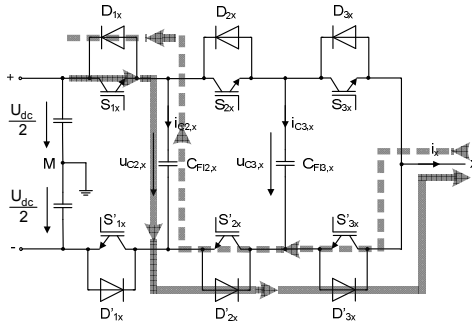 D1x D2x D3x
+
S1x S2x S3x
Udc
2
iC2,x iC3,x
ix
x
M
uC2,x CFl2,x uC3,x CFl3,x
Udc
2
S'1x S'2x S'3x
-
D'1x D'2x D'3x